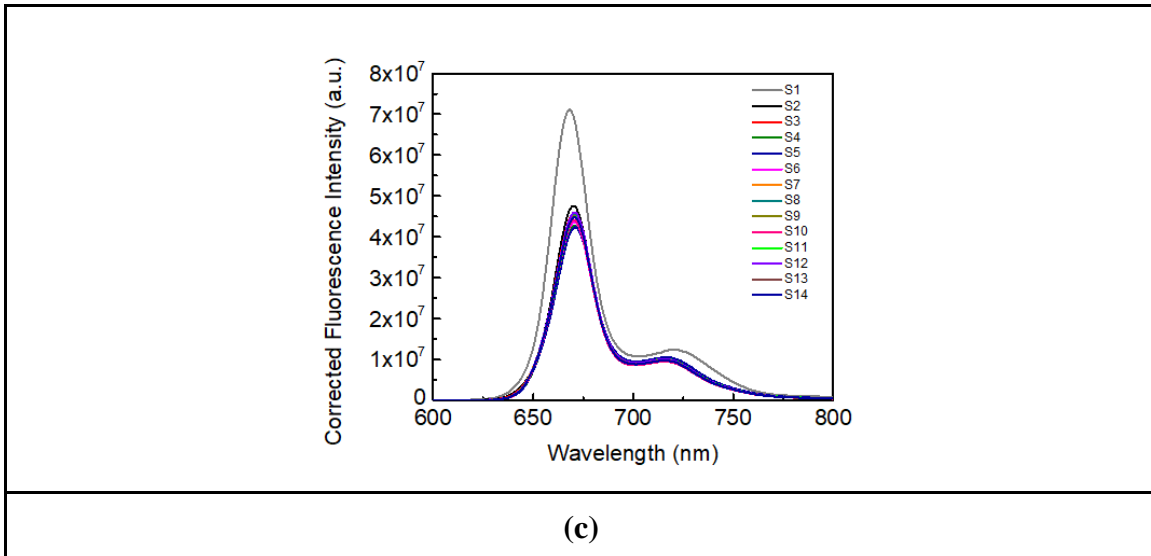 Corrected Fluorescence Intensity (a.u.)
8x10⁷
7x10⁷
6x10⁷
5x10⁷
4x10⁷
3x10⁷
2x10⁷
1x10⁷
0
600
650
700
750
800
Wavelength (nm)
S1
S2
S3
S4
S5
S6
S7
S8
S9
S10
S11
S12
S13
S14
(c)